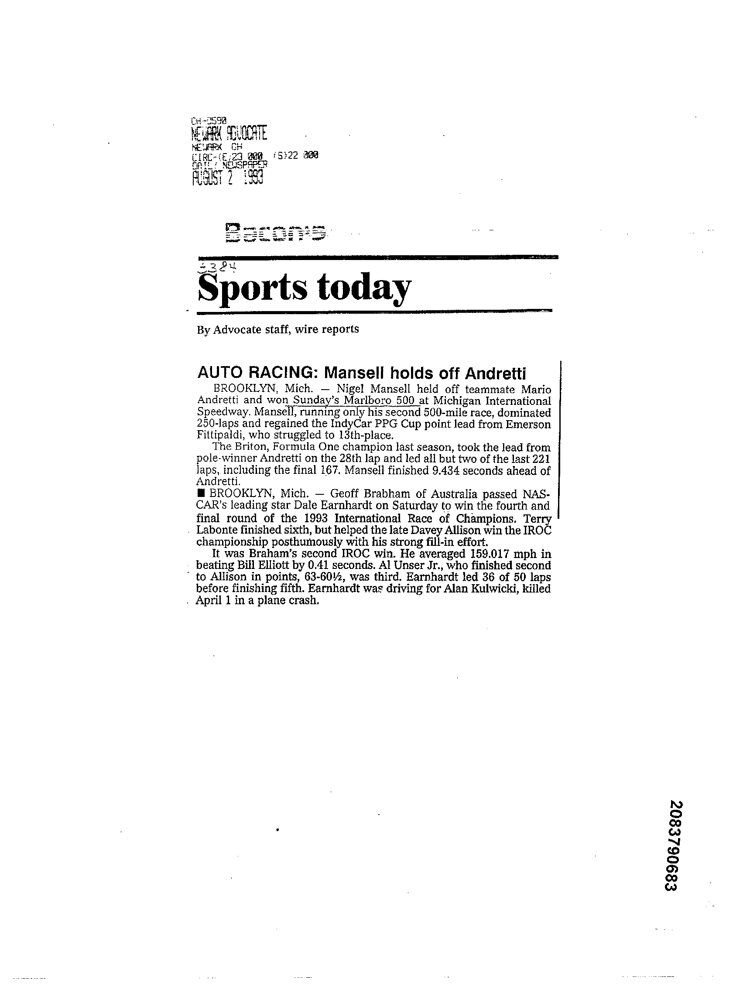 OH-0590
NEWARK ADVOCATE
NEWARK OH
CIRC-(E)23 000 (S)22 000
DAILY NEWSPAPER
AUGUST 2 1993
Bacon's
3384
Sports today
By Advocate staff, wire reports
AUTO RACING: Mansell holds off Andretti
BROOKLYN, Mich. — Nigel Mansell held off teammate Mario
Andretti and won Sunday's Marlboro 500 at Michigan International
Speedway. Mansell, running only his second 500-mile race, dominated
250-laps and regained the IndyCar PPG Cup point lead from Emerson
Fittipaldi, who struggled to 13th-place.
The Briton, Formula One champion last season, took the lead from
pole-winner Andretti on the 28th lap and led all but two of the last 221
laps, including the final 167. Mansell finished 9.434 seconds ahead of
Andretti.
■ BROOKLYN, Mich. — Geoff Brabham of Australia passed NAS-
CAR's leading star Dale Earnhardt on Saturday to win the fourth and
final round of the 1993 International Race of Champions. Terry
Labonte finished sixth, but helped the late Davey Allison win the IROC
championship posthumously with his strong fill-in effort.
It was Braham's second IROC win. He averaged 159.017 mph in
beating Bill Elliott by 0.41 seconds. Al Unser Jr., who finished second
to Allison in points, 63-60½, was third. Earnhardt led 36 of 50 laps
before finishing fifth. Earnhardt was driving for Alan Kulwicki, killed
April 1 in a plane crash.
2083790683